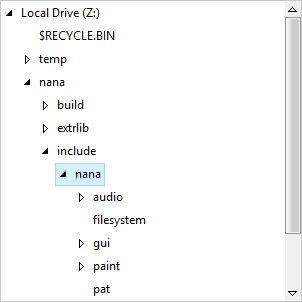 Local Drive (Z:)
$RECYCLE.BIN
temp
nana
build
extrlib
include
nana
audio
filesystem
gui
paint
pat